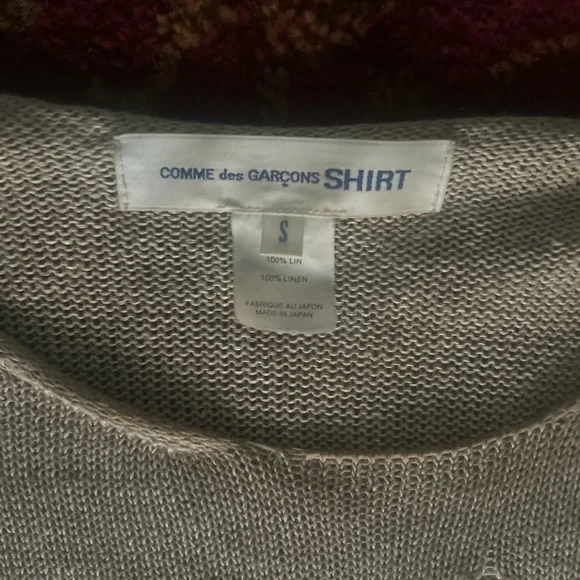 COMME des GARÇONS SHIRT
S
100% LIN
100% LINEN
FABRIQUE AU JAPON
MADE IN JAPAN